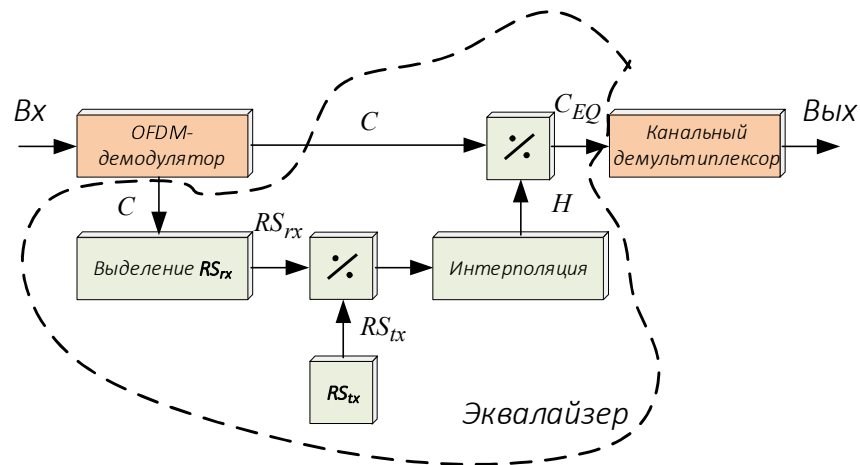 Вх
OFDM-
демодулятор
C
÷
C_EQ
Канальный
демультиплексор
Вых
C
H
Выделение RS_rx
RS_rx
÷
Интерполяция
RS_tx
RS_tx
Эквалайзер